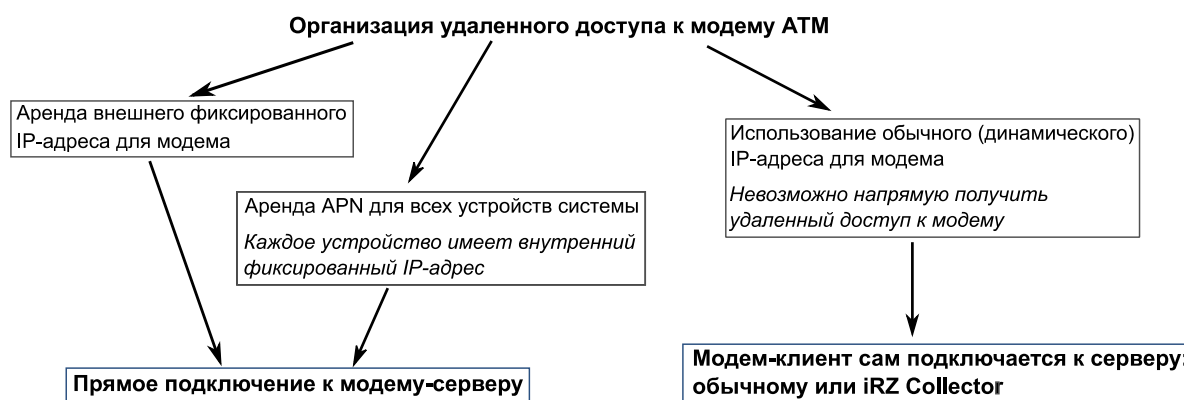 Организация удаленного доступа к модему ATM
Аренда внешнего фиксированного
IP-адреса для модема
Аренда APN для всех устройств системы
Каждое устройство имеет внутренний
фиксированный IP-адрес
Использование обычного (динамического)
IP-адреса для модема
Невозможно напрямую получить
удаленный доступ к модему
Прямое подключение к модему-серверу
Модем-клиент сам подключается к серверу:
обычному или iRZ Collector